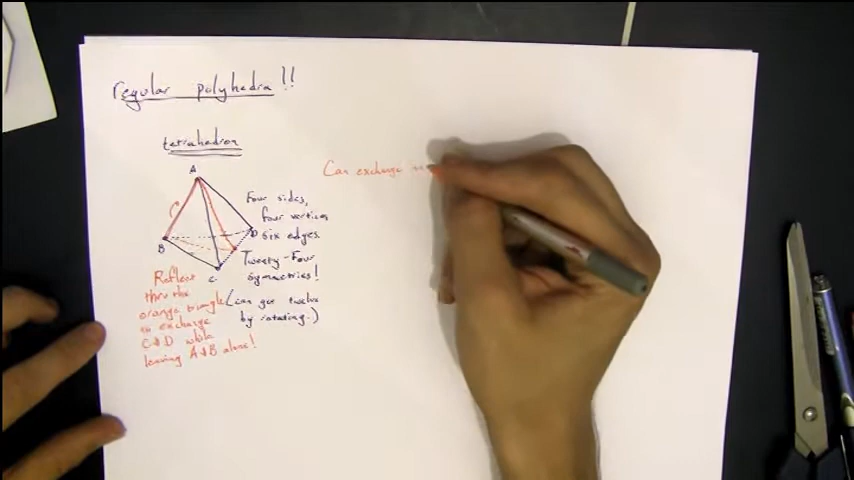 regular polyhedra!!
tetrahedron
A
B
C
D
Four sides,
four vertices
six edges.
Twenty-Four
symmetries!
(can get twelve
by rotating.)
Reflect
thru the
orange triangle
to exchange
C & D while
leaving A & B alone!
Can exchange